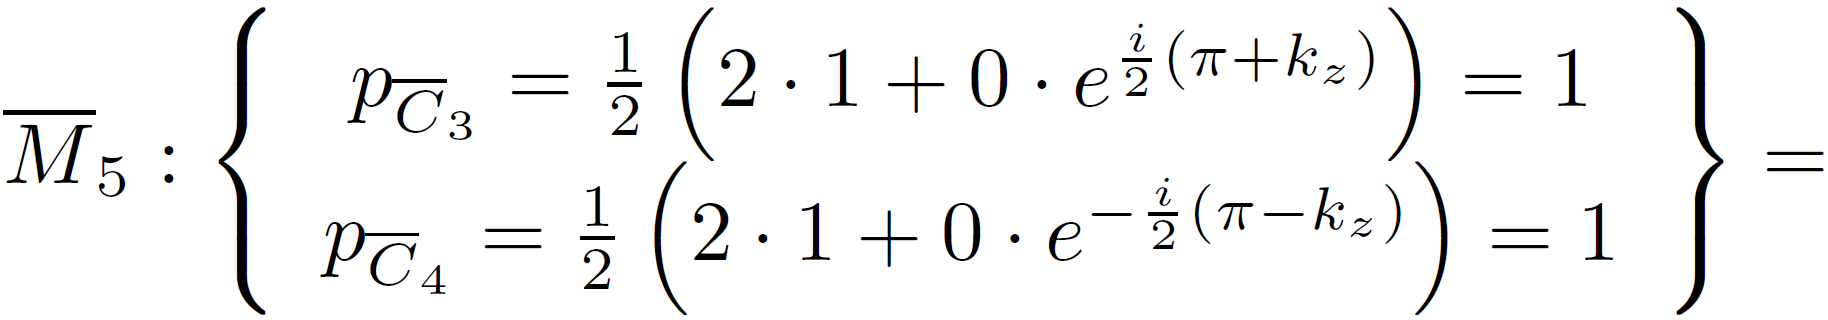 \overline{M}_5 : \left\{ \begin{array}{c} p_{\overline{C}_3} = \frac{1}{2} \left( 2 \cdot 1 + 0 \cdot e^{\frac{i}{2}(\pi + k_z)} \right) = 1 \\ p_{\overline{C}_4} = \frac{1}{2} \left( 2 \cdot 1 + 0 \cdot e^{-\frac{i}{2}(\pi - k_z)} \right) = 1 \end{array} \right\} =